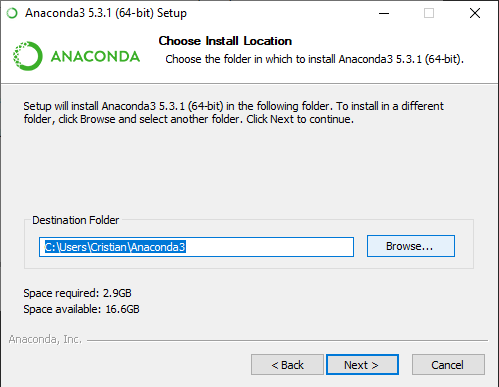 Anaconda3 5.3.1 (64-bit) Setup
ANACONDA
Choose Install Location
Choose the folder in which to install Anaconda3 5.3.1 (64-bit).
Setup will install Anaconda3 5.3.1 (64-bit) in the following folder. To install in a different
folder, click Browse and select another folder. Click Next to continue.
Destination Folder
C:\Users\Cristian\Anaconda3
Browse...
Space required: 2.9GB
Space available: 16.6GB
Anaconda, Inc.
< Back
Next >
Cancel